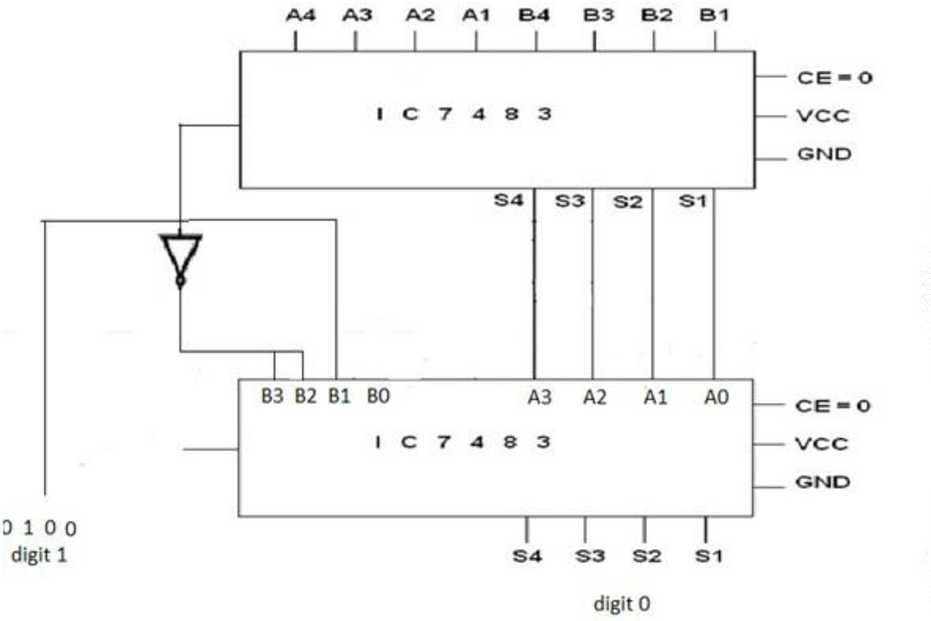 A4 A3 A2 A1 B4 B3 B2 B1
CE = 0
I C 7 4 8 3
VCC
GND
S4 S3 S2 S1
B3 B2 B1 B0 A3 A2 A1 A0
CE = 0
I C 7 4 8 3
VCC
GND
0 1 0 0
digit 1
S4 S3 S2 S1
digit 0